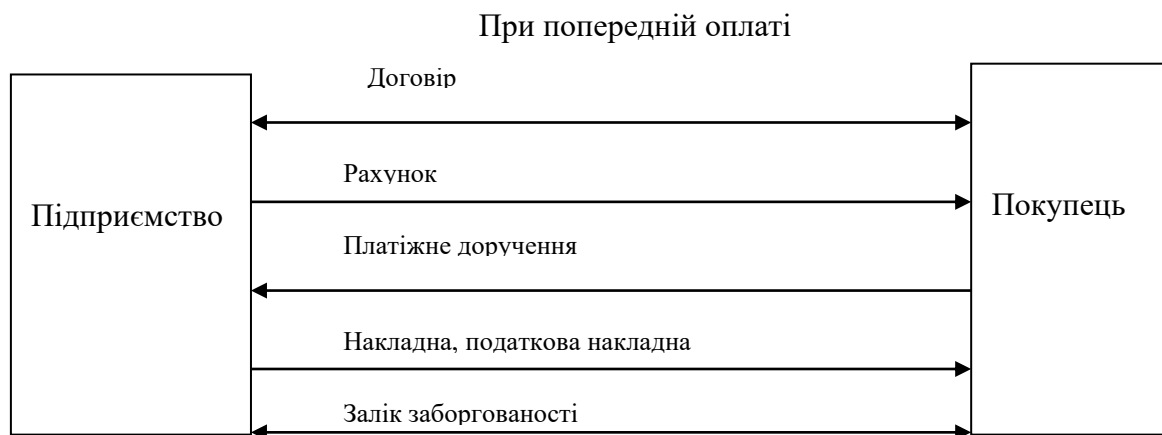 При попередній оплаті
Договір
Рахунок
Підприємство
Покупець
Платіжне доручення
Накладна, податкова накладна
Залік заборгованості